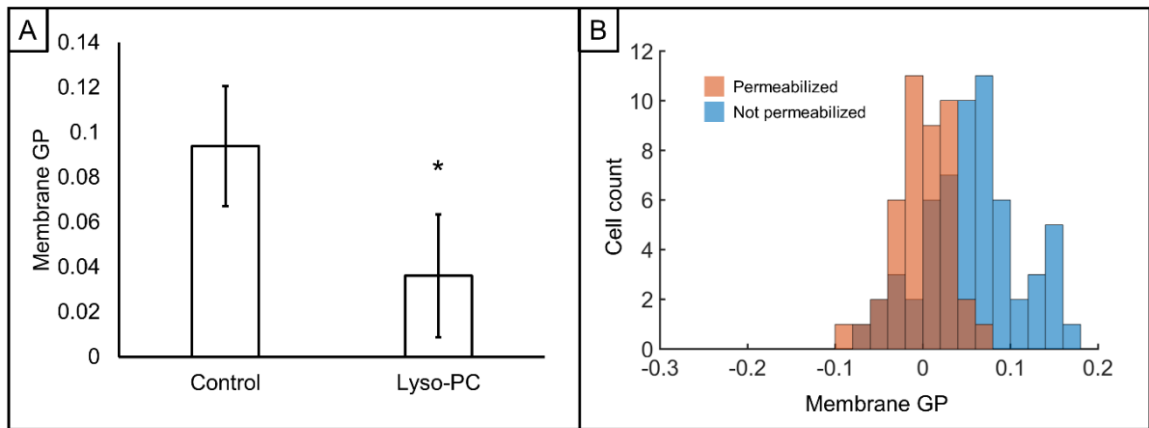 A
0.14
0.12
0.1
0.08
0.06
0.04
0.02
0
Membrane GP
*
Control Lyso-PC
B
12
10
8
6
4
2
0
Cell count
Permeabilized
Not permeabilized
-0.3 -0.2 -0.1 0 0.1 0.2
Membrane GP